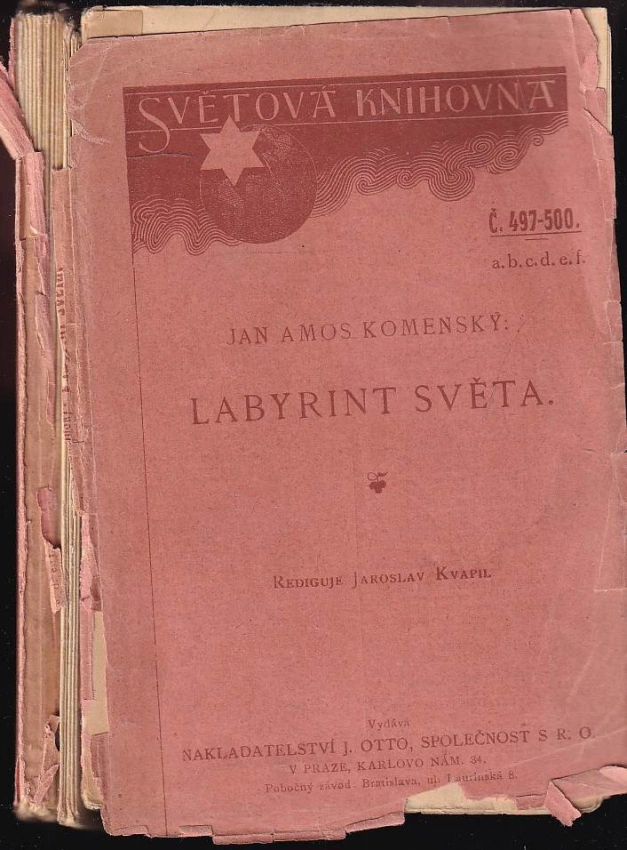 SVĚTOVÁ KNIHOVNA
Č. 497-500.
a.b.c.d.e.f.
JAN AMOS KOMENSKÝ:
LABYRINT SVĚTA.
REDIGUJE JAROSLAV KVAPIL
Vydává
NAKLADATELSTVÍ J. OTTO, SPOLEČNOST S R. O.
V PRAZE, KARLOVO NÁM. 34.
Pobočný závod: Bratislava, ul. Laurinská 8.